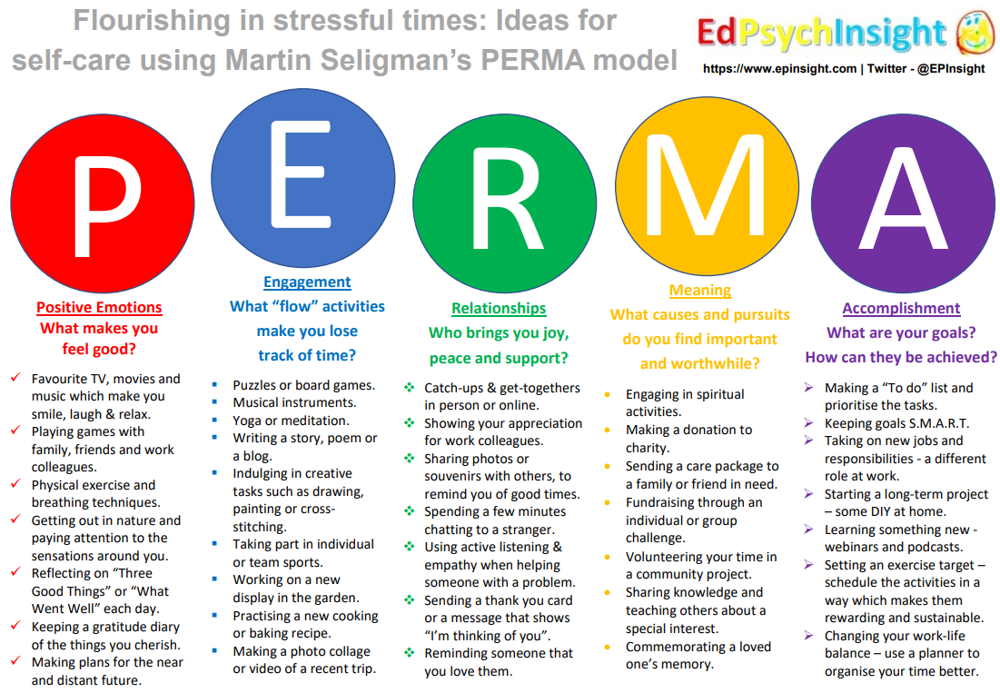 Flourishing in stressful times: Ideas for
self-care using Martin Seligman's PERMA model
EdPsychInsight
https://www.epinsight.com | Twitter - @EPInsight
P
Positive Emotions
What makes you
feel good?
Favourite TV, movies and
music which make you
smile, laugh & relax.
Playing games with
family, friends and work
colleagues.
Physical exercise and
breathing techniques.
Getting out in nature and
paying attention to the
sensations around you.
Reflecting on “Three
Good Things” or “What
Went Well” each day.
Keeping a gratitude diary
of the things you cherish.
Making plans for the near
and distant future.
E
Engagement
What “flow” activities
make you lose
track of time?
Puzzles or board games.
Musical instruments.
Yoga or meditation.
Writing a story, poem or
a blog.
Indulging in creative
tasks such as drawing,
painting or cross-
stitching.
Taking part in individual
or team sports.
Working on a new
display in the garden.
Practising a new cooking
or baking recipe.
Making a photo collage
or video of a recent trip.
R
Relationships
Who brings you joy,
peace and support?
Catch-ups & get-togethers
in person or online.
Showing your appreciation
for work colleagues.
Sharing photos or
souvenirs with others, to
remind you of good times.
Spending a few minutes
chatting to a stranger.
Using active listening &
empathy when helping
someone with a problem.
Sending a thank you card
or a message that shows
“I’m thinking of you”.
Reminding someone that
you love them.
M
Meaning
What causes and pursuits
do you find important
and worthwhile?
Engaging in spiritual
activities.
Making a donation to
charity.
Sending a care package to
a family or friend in need.
Fundraising through an
individual or group
challenge.
Volunteering your time in
a community project.
Sharing knowledge and
teaching others about a
special interest.
Commemorating a loved
one’s memory.
A
Accomplishment
What are your goals?
How can they be achieved?
Making a “To do” list and
prioritise the tasks.
Keeping goals S.M.A.R.T.
Taking on new jobs and
responsibilities - a different
role at work.
Starting a long-term project
– some DIY at home.
Learning something new -
webinars and podcasts.
Setting an exercise target –
schedule the activities in a
way which makes them
rewarding and sustainable.
Changing your work-life
balance – use a planner to
organise your time better.